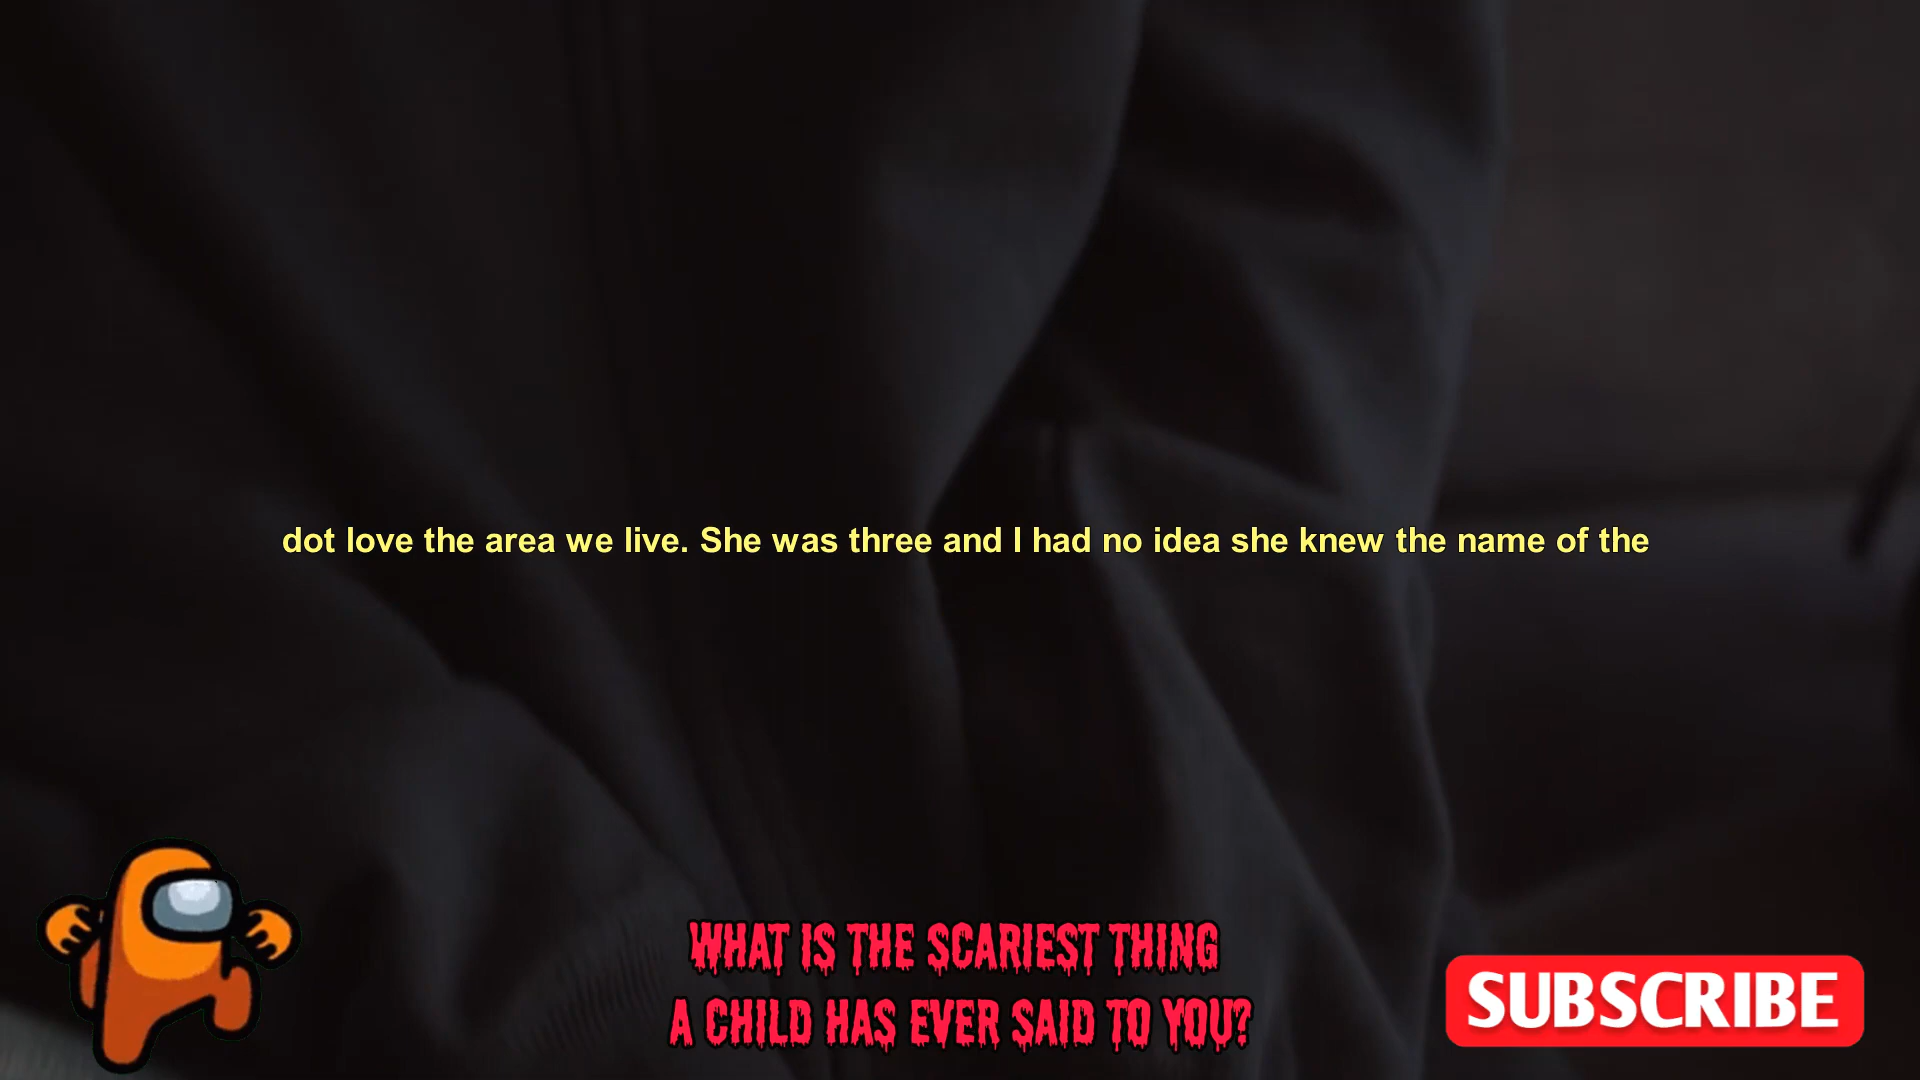 dot love the area we live. She was three and I had no idea she knew the name of the
WHAT IS THE SCARIEST THING
A CHILD HAS EVER SAID TO YOU?
SUBSCRIBE